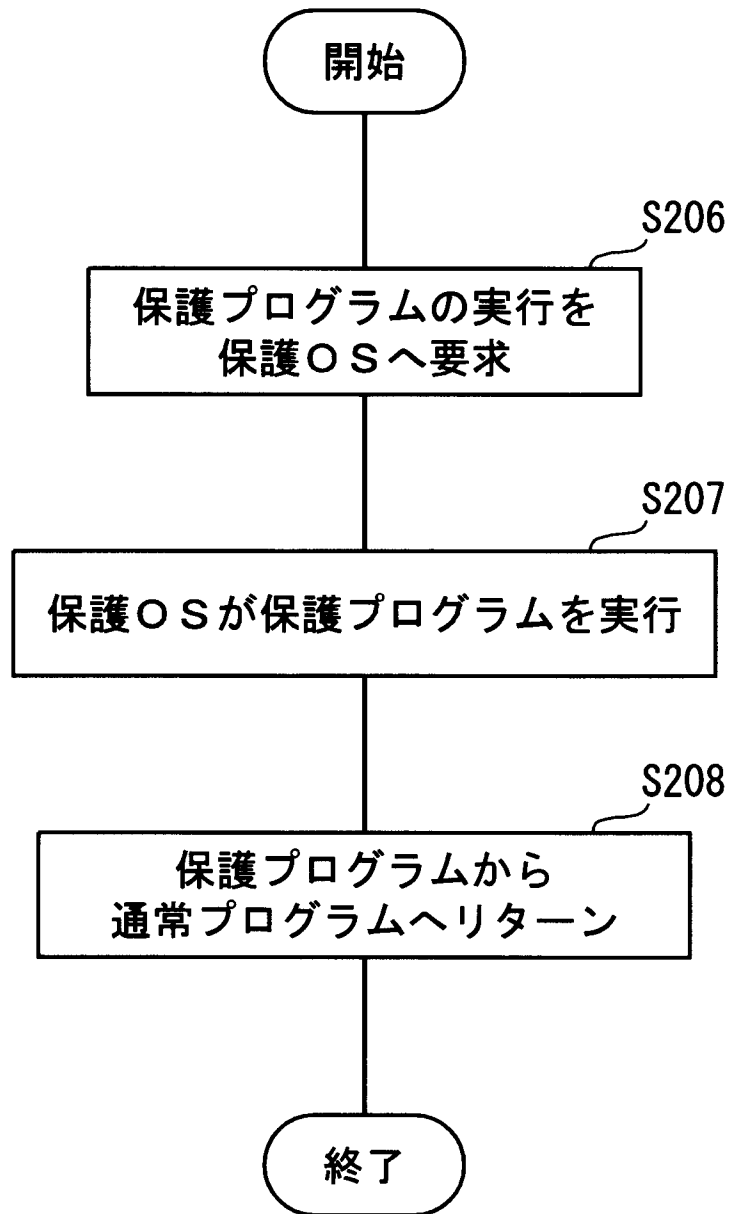 開始
S206
保護プログラムの実行を
保護OSへ要求
S207
保護OSが保護プログラムを実行
S208
保護プログラムから
通常プログラムへリターン
終了